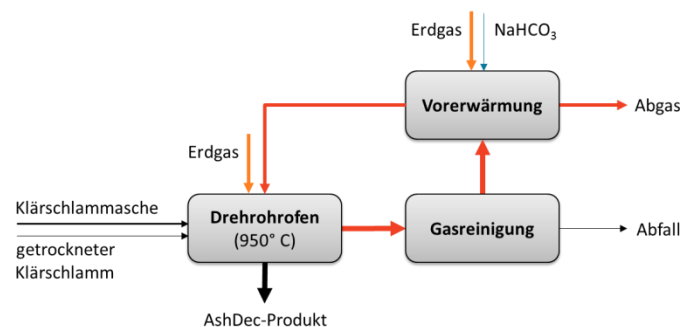 Erdgas
NaHCO₃
Vorerwärmung
Abgas
Erdgas
Klärschlammasche
getrockneter
Klärschlamm
Drehrohrofen
(950° C)
Gasreinigung
Abfall
AshDec-Produkt